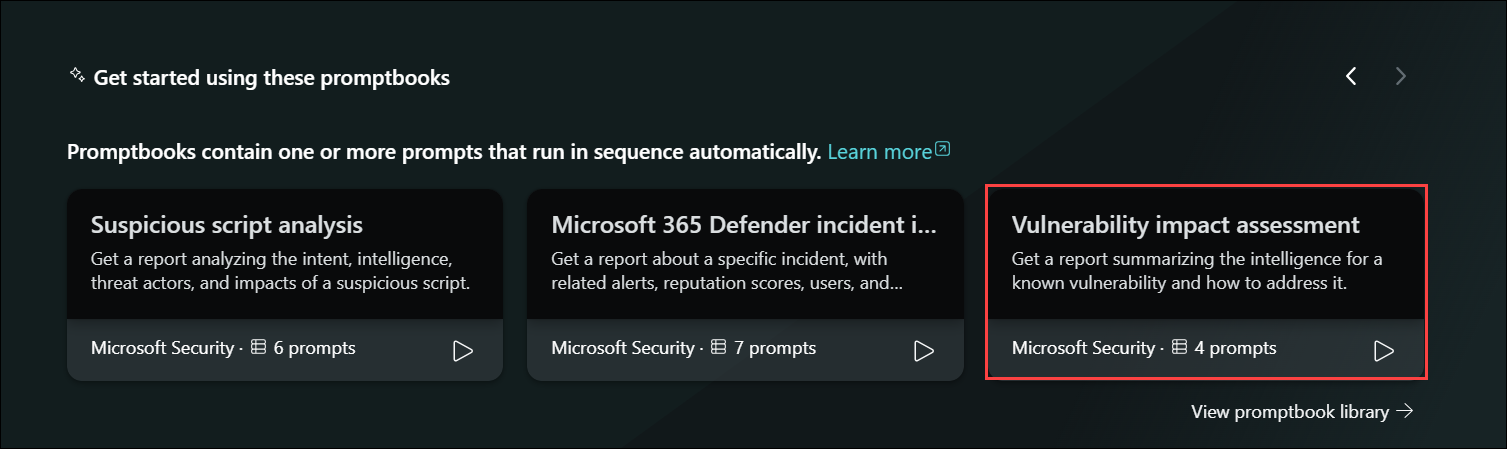 Get started using these promptbooks
Promptbooks contain one or more prompts that run in sequence automatically. Learn more
Suspicious script analysis
Get a report analyzing the intent, intelligence,
threat actors, and impacts of a suspicious script.
Microsoft Security · 6 prompts
Microsoft 365 Defender incident i...
Get a report about a specific incident, with
related alerts, reputation scores, users, and...
Microsoft Security · 7 prompts
Vulnerability impact assessment
Get a report summarizing the intelligence for a
known vulnerability and how to address it.
Microsoft Security · 4 prompts
View promptbook library